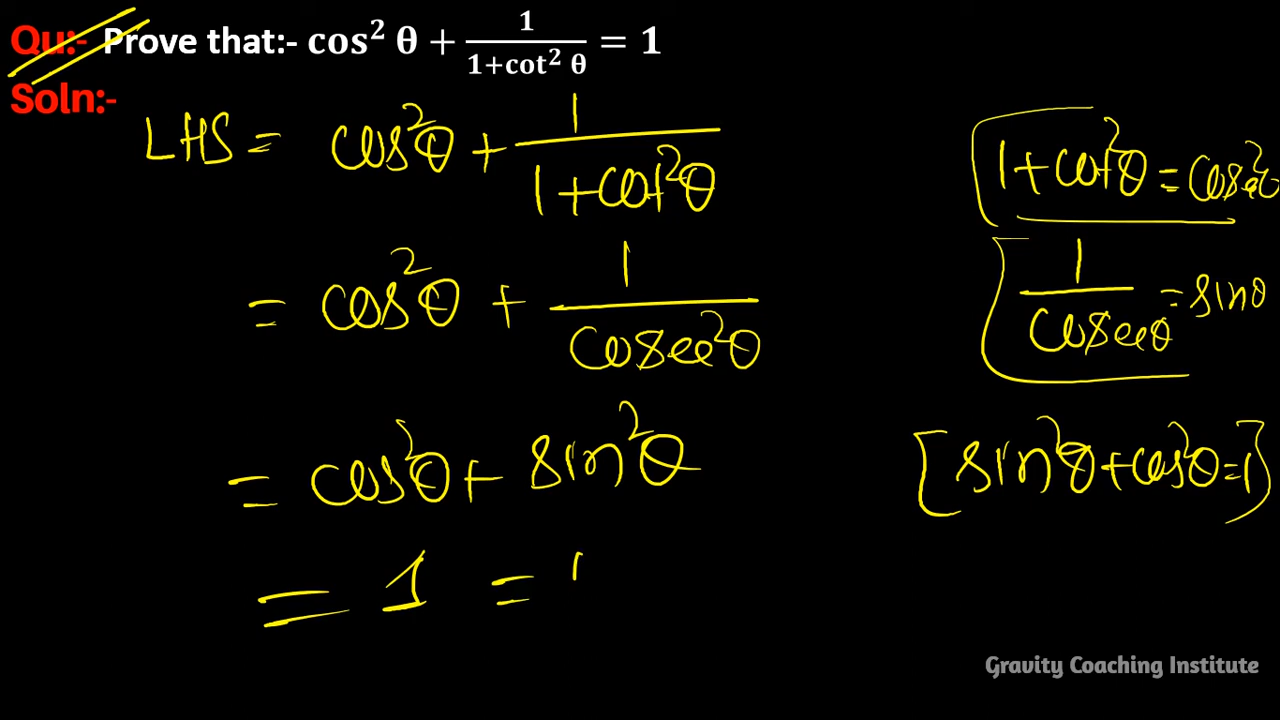 Qu:- Prove that:- cos² θ + 1/(1+cot² θ) = 1
Soln:-
LHS = cos²θ + 1/(1+cot²θ)
1+cot²θ = cosec²θ
= cos²θ + 1/cosec²θ
1/cosecθ = sinθ
= cos²θ + sin²θ
[sin²θ+cos²θ=1]
= 1 =
Gravity Coaching Institute